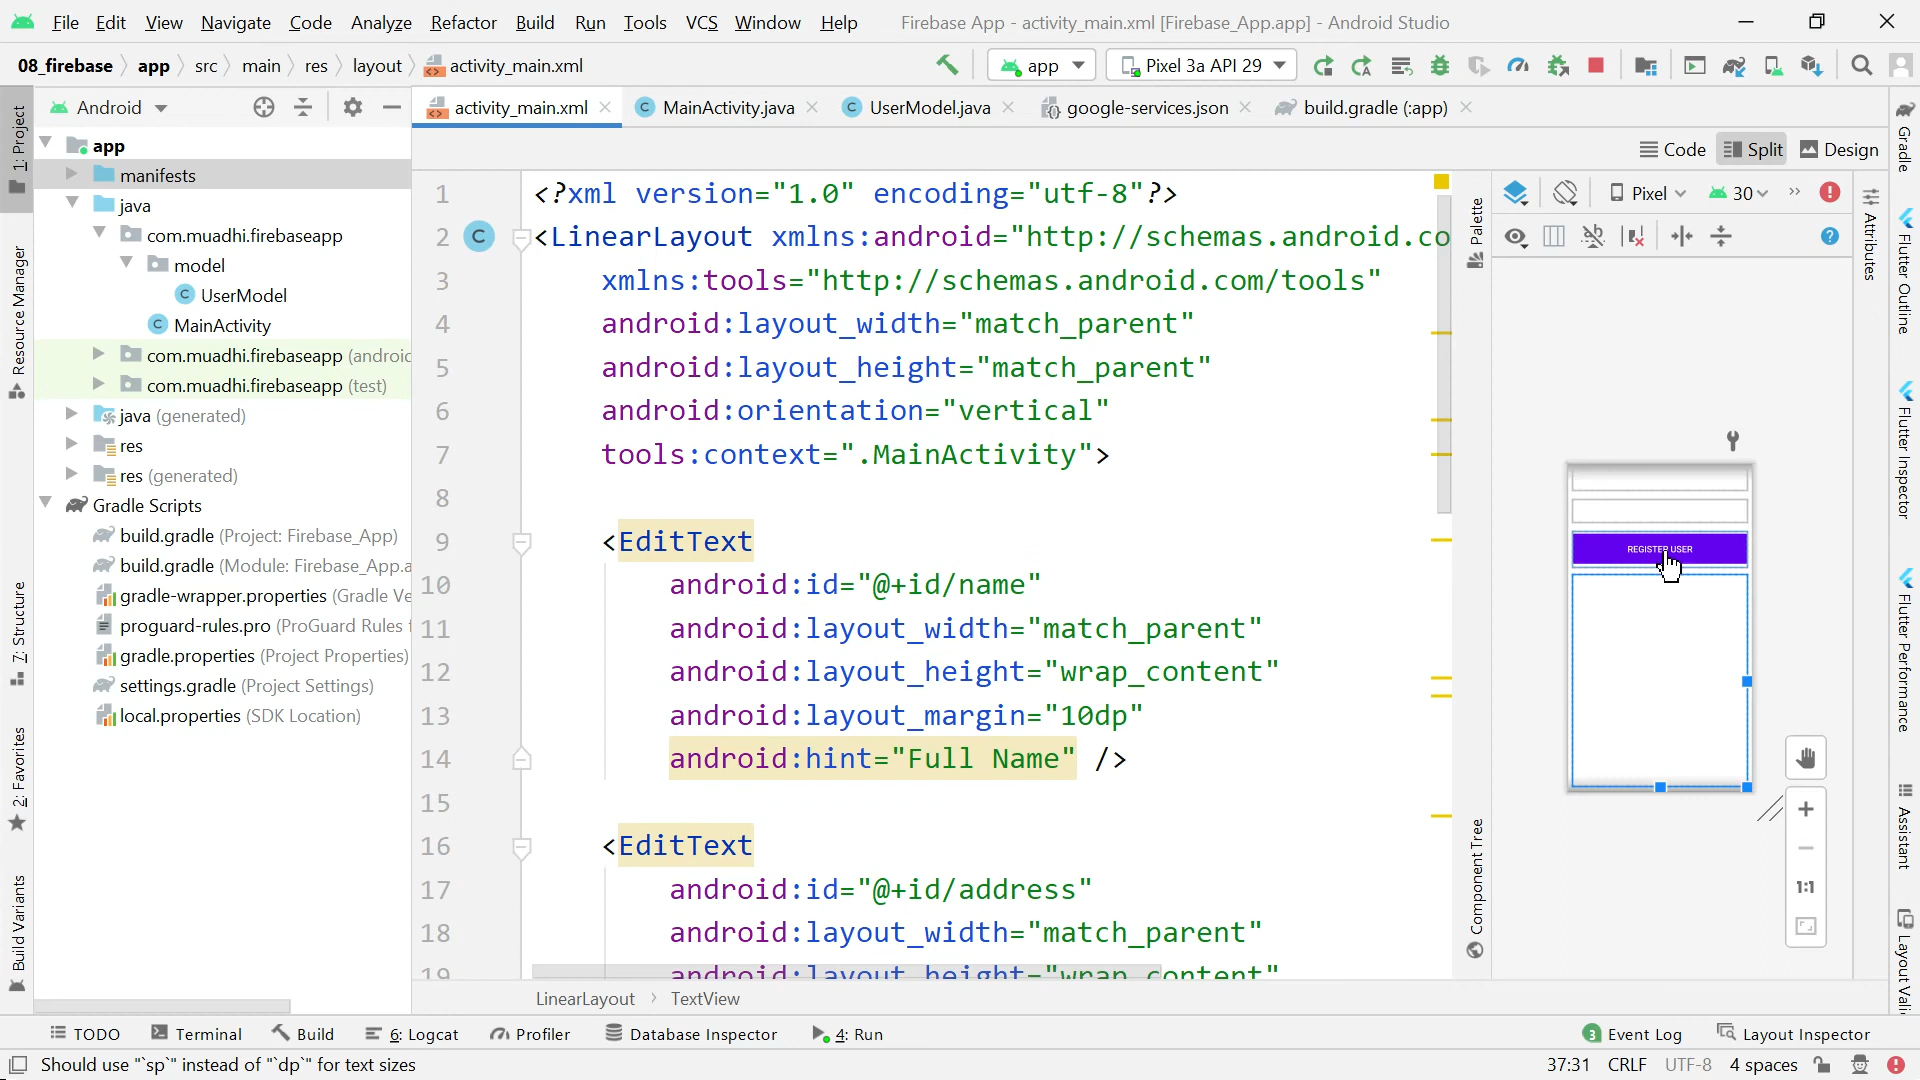 File Edit View Navigate Code Analyze Refactor Build Run Tools VCS Window Help Firebase App - activity_main.xml [Firebase_App.app] - Android Studio
08_firebase app src main res layout activity_main.xml app Pixel 3a API 29
Android activity_main.xml MainActivity.java UserModel.java google-services.json build.gradle (:app)
Code Split Design
1: Project
Resource Manager
7: Structure
2: Favorites
Build Variants
app
manifests
java
com.muadhi.firebaseapp
model
UserModel
MainActivity
com.muadhi.firebaseapp (androic
com.muadhi.firebaseapp (test)
java (generated)
res
res (generated)
Gradle Scripts
build.gradle (Project: Firebase_App)
build.gradle (Module: Firebase_App.a
gradle-wrapper.properties (Gradle Ve
proguard-rules.pro (ProGuard Rules f
gradle.properties (Project Properties)
settings.gradle (Project Settings)
local.properties (SDK Location)
1 <?xml version="1.0" encoding="utf-8"?>
2 C <LinearLayout xmlns:android="http://schemas.android.co
3 xmlns:tools="http://schemas.android.com/tools"
4 android:layout_width="match_parent"
5 android:layout_height="match_parent"
6 android:orientation="vertical"
7 tools:context=".MainActivity">
8
9 <EditText
10 android:id="@+id/name"
11 android:layout_width="match_parent"
12 android:layout_height="wrap_content"
13 android:layout_margin="10dp"
14 android:hint="Full Name" />
15
16 <EditText
17 android:id="@+id/address"
18 android:layout_width="match_parent"
19 android:layout_height="wrap_content"
LinearLayout TextView
Palette
Component Tree
Pixel 30
REGISTER USER
1:1
Attributes
Gradle
Flutter Outline
Flutter Inspector
Flutter Performance
Assistant
Layout Vali
TODO Terminal Build 6: Logcat Profiler Database Inspector 4: Run 3 Event Log Layout Inspector
Should use "`sp`" instead of "`dp`" for text sizes 37:31 CRLF UTF-8 4 spaces